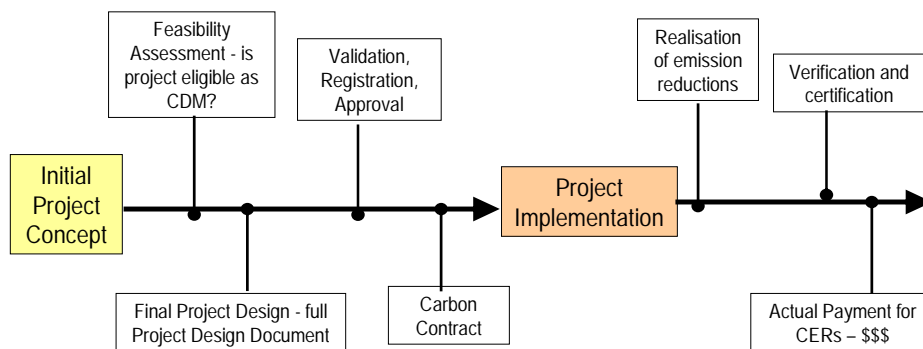 Feasibility
Assessment - is
project eligible as
CDM?
Validation,
Registration,
Approval
Realisation
of emission
reductions
Verification and
certification
Initial
Project
Concept
Project
Implementation
Final Project Design - full
Project Design Document
Carbon
Contract
Actual Payment for
CERs – $$$